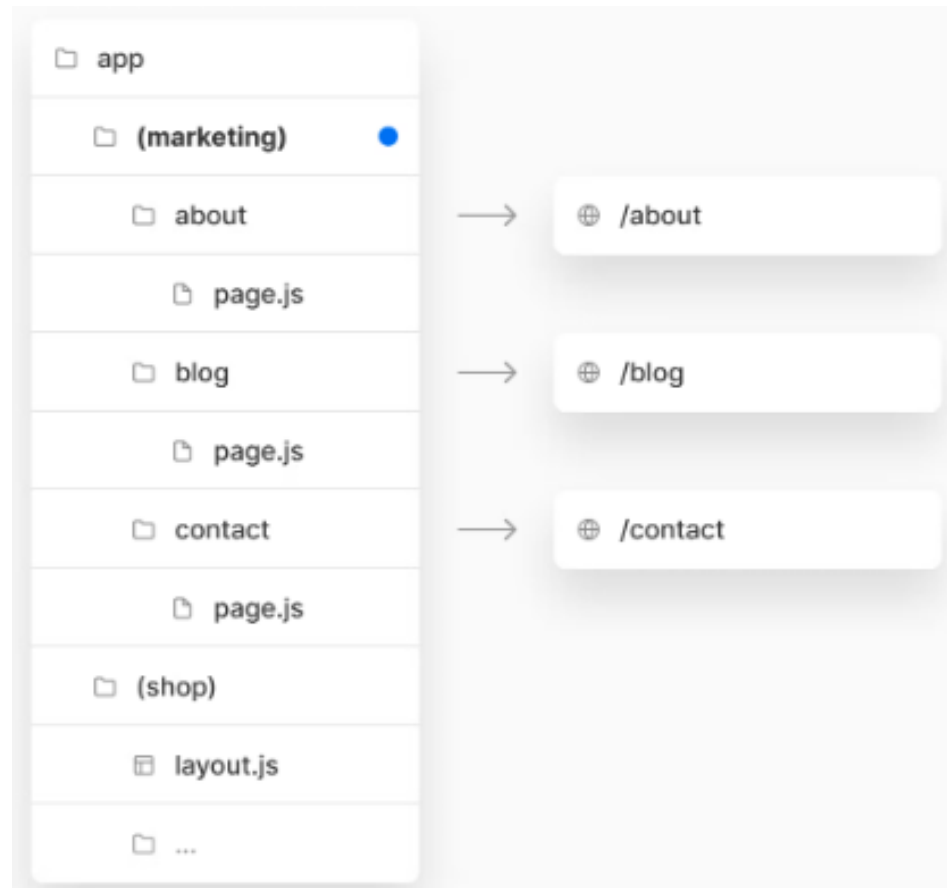 app
(marketing)
about
/about
page.js
blog
/blog
page.js
contact
/contact
page.js
(shop)
layout.js
...